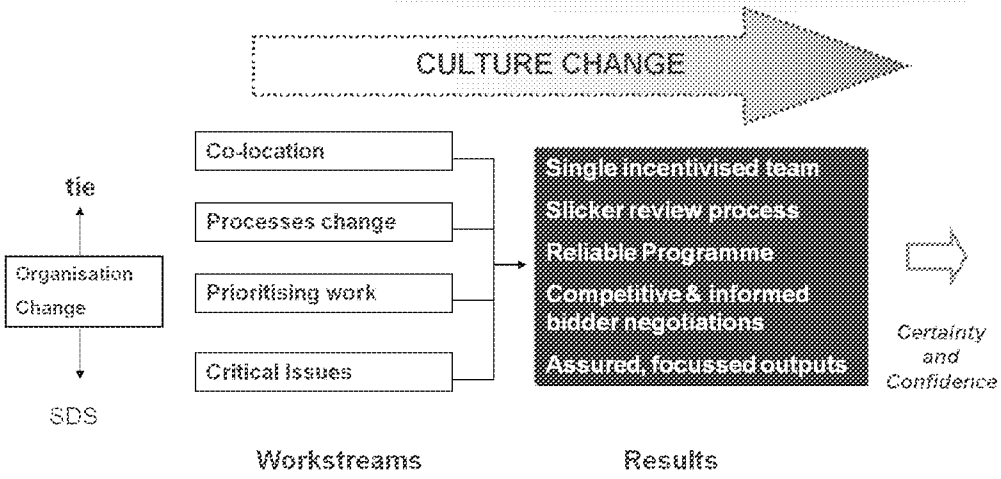 CULTURE CHANGE
tie
Organisation
Change
SDS
Co-location
Processes change
Prioritising work
Critical Issues
Workstreams
Single incentivised team
Slicker review process
Reliable Programme
Competitive & informed
bidder negotiations
Assured, focussed outputs
Results
Certainty
and
Confidence